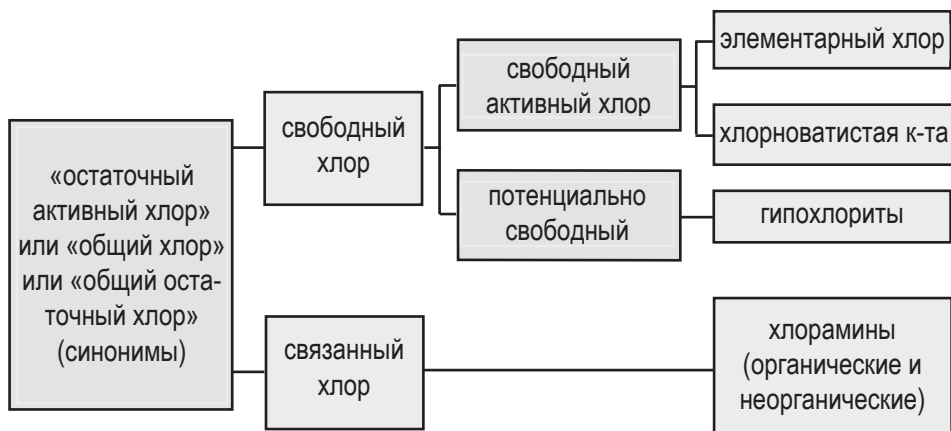 «остаточный
активный хлор»
или «общий хлор»
или «общий оста-
точный хлор»
(синонимы)
свободный
хлор
свободный
активный хлор
элементарный хлор
хлорноватистая к-та
потенциально
свободный
гипохлориты
связанный
хлор
хлорамины
(органические и
неорганические)